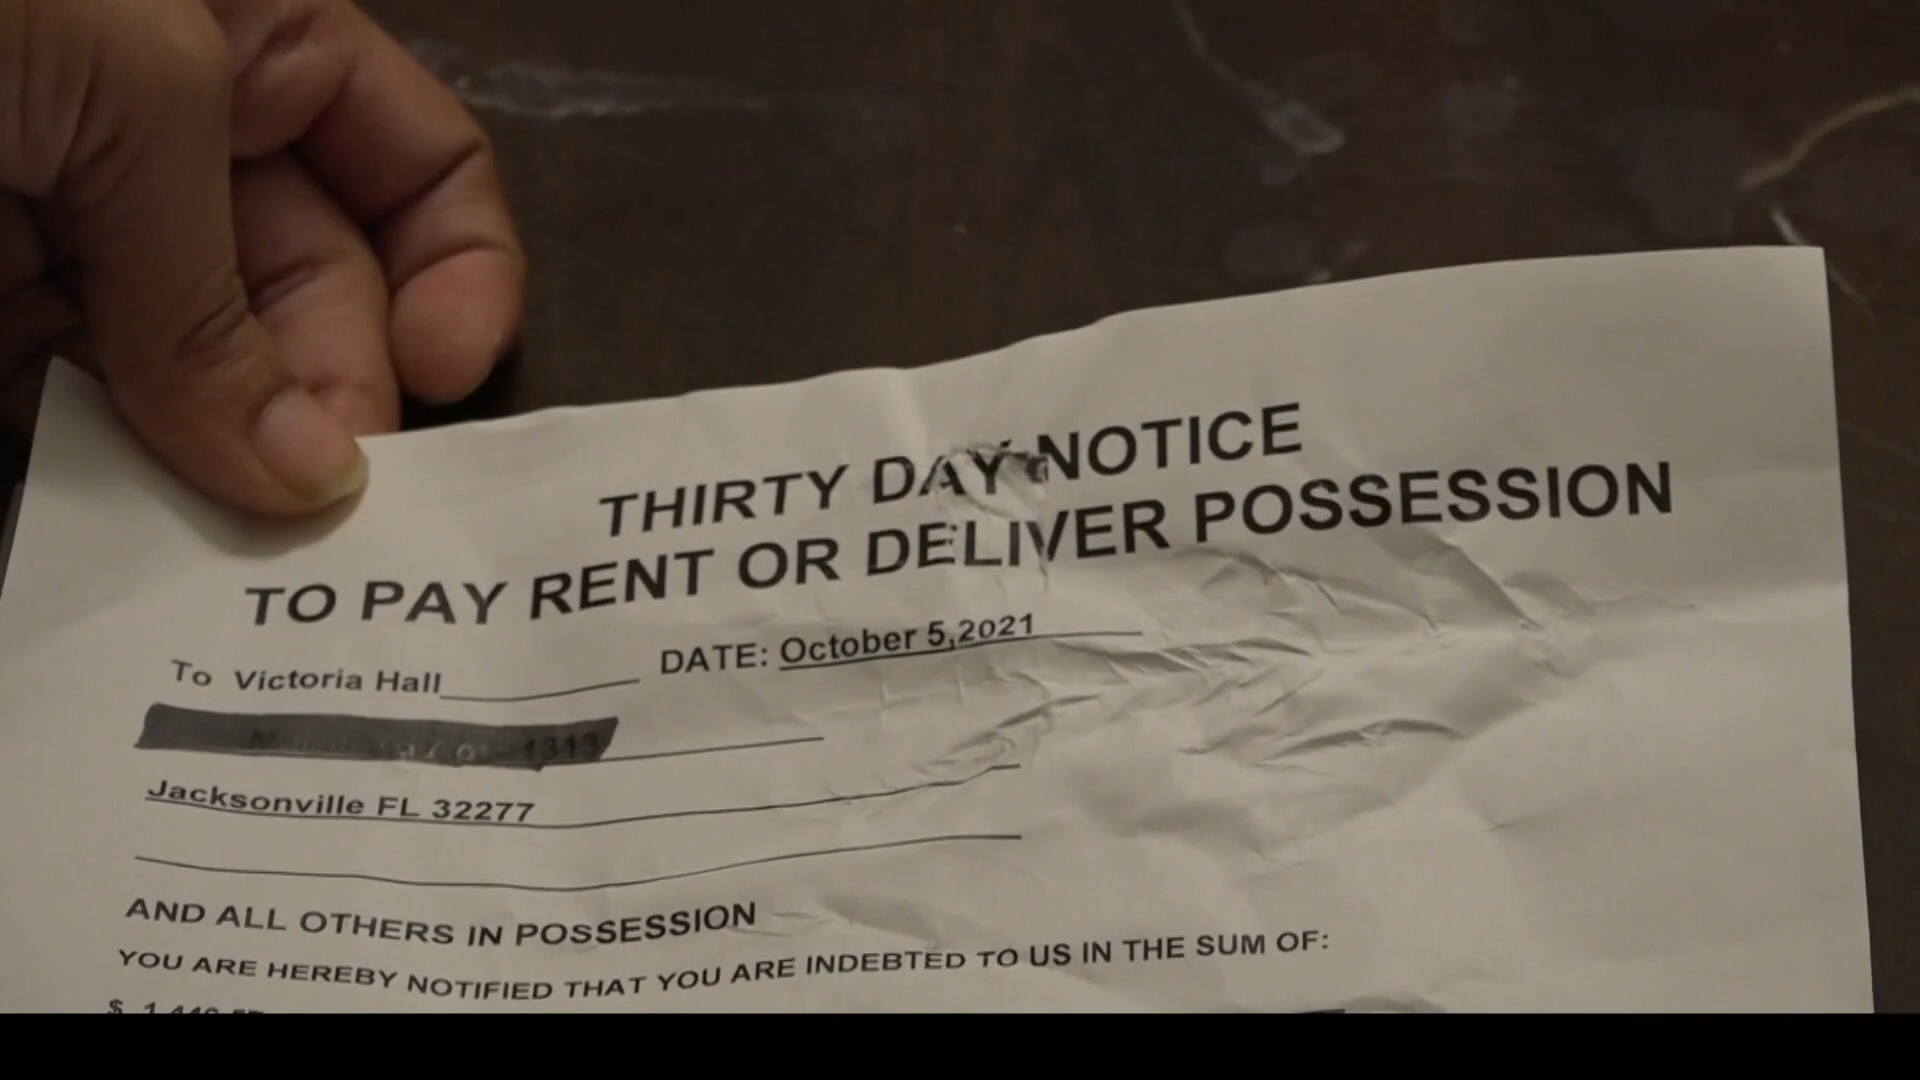 THIRTY DAY NOTICE
TO PAY RENT OR DELIVER POSSESSION
To Victoria Hall DATE: October 5,2021
1313
Jacksonville FL 32277
AND ALL OTHERS IN POSSESSION
YOU ARE HEREBY NOTIFIED THAT YOU ARE INDEBTED TO US IN THE SUM OF:
$